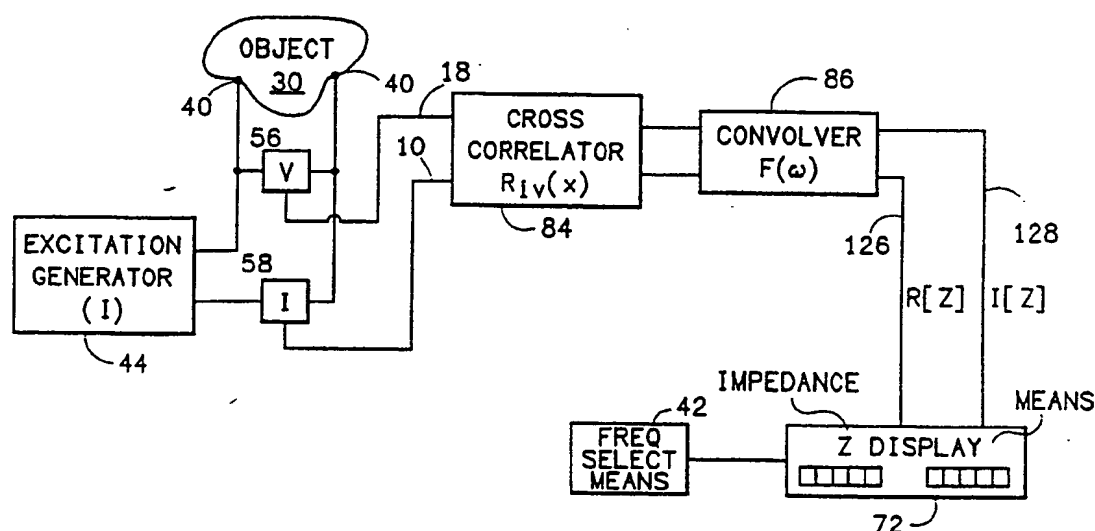 OBJECT
30
40
40
18
56
V
10
CROSS
CORRELATOR
RIV(x)
84
86
CONVOLVER
F(ω)
EXCITATION
GENERATOR
(I)
44
58
I
126
128
R[Z]
I[Z]
IMPEDANCE
MEANS
42
FREQ
SELECT
MEANS
Z DISPLAY
72